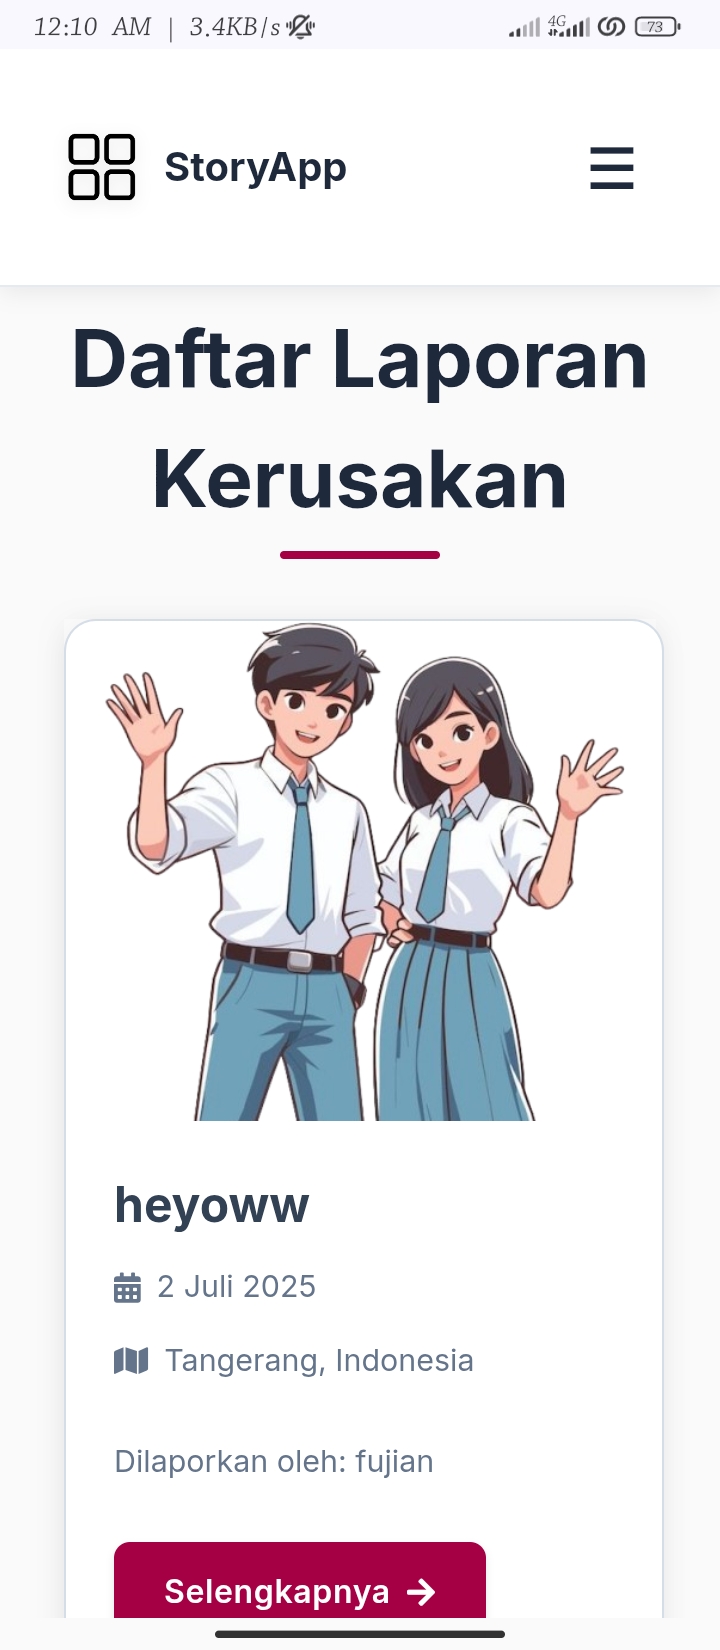 12:10 AM | 3.4KB/s 4G 73
StoryApp
Daftar Laporan
Kerusakan
heyoww
2 Juli 2025
Tangerang, Indonesia
Dilaporkan oleh: fujian
Selengkapnya →